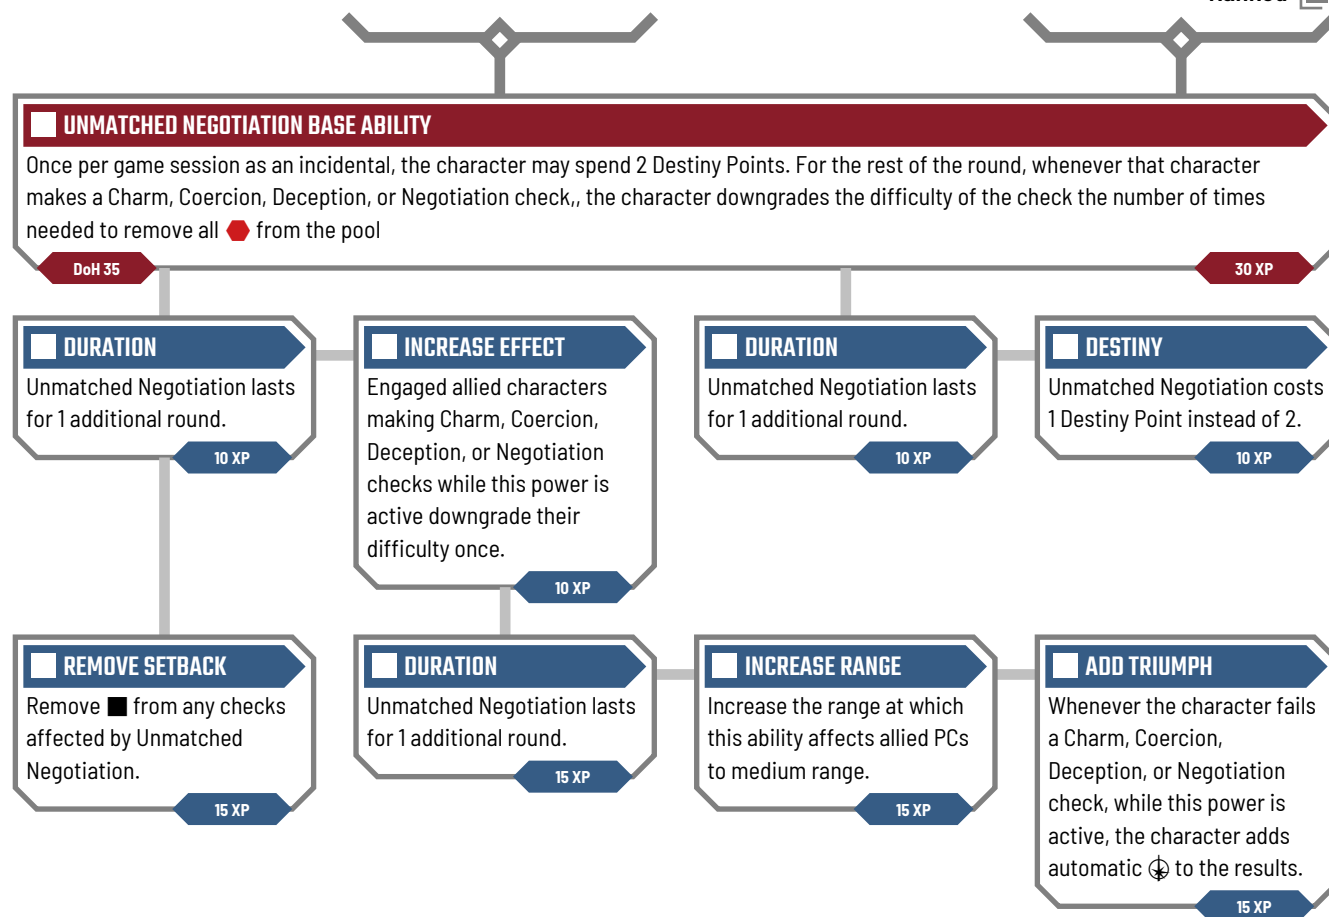 UNMATCHED NEGOTIATION BASE ABILITY
Once per game session as an incidental, the character may spend 2 Destiny Points. For the rest of the round, whenever that character
makes a Charm, Coercion, Deception, or Negotiation check,, the character downgrades the difficulty of the check the number of times
needed to remove all from the pool
DoH 35
30 XP
DURATION
Unmatched Negotiation lasts
for 1 additional round.
10 XP
INCREASE EFFECT
Engaged allied characters
making Charm, Coercion,
Deception, or Negotiation
checks while this power is
active downgrade their
difficulty once.
10 XP
DURATION
Unmatched Negotiation lasts
for 1 additional round.
10 XP
DESTINY
Unmatched Negotiation costs
1 Destiny Point instead of 2.
10 XP
REMOVE SETBACK
Remove ■ from any checks
affected by Unmatched
Negotiation.
15 XP
DURATION
Unmatched Negotiation lasts
for 1 additional round.
15 XP
INCREASE RANGE
Increase the range at which
this ability affects allied PCs
to medium range.
15 XP
ADD TRIUMPH
Whenever the character fails
a Charm, Coercion,
Deception, or Negotiation
check, while this power is
active, the character adds
automatic to the results.
15 XP